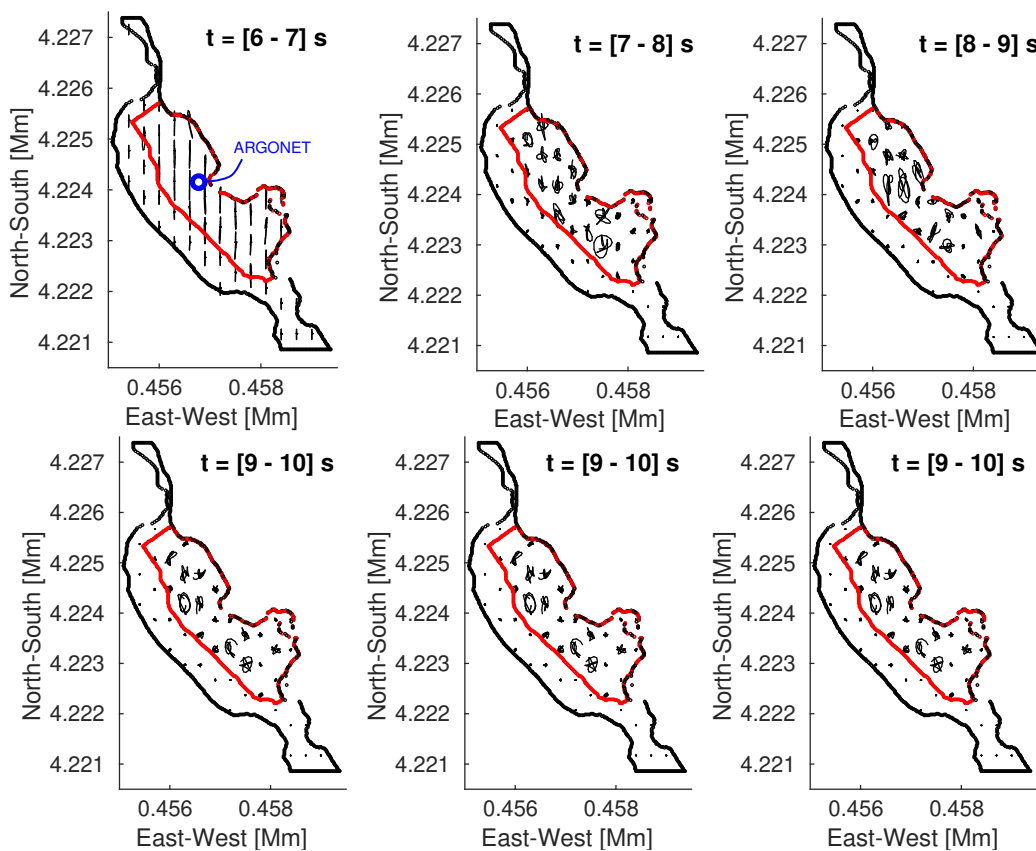 t = [6 - 7] s
4.227
4.226
4.225
4.224
4.223
4.222
4.221
North-South [Mm]
ARGONET
0.456
0.458
East-West [Mm]
t = [7 - 8] s
4.227
4.226
4.225
4.224
4.223
4.222
4.221
North-South [Mm]
0.456
0.458
East-West [Mm]
t = [8 - 9] s
4.227
4.226
4.225
4.224
4.223
4.222
4.221
North-South [Mm]
0.456
0.458
East-West [Mm]
t = [9 - 10] s
4.227
4.226
4.225
4.224
4.223
4.222
4.221
North-South [Mm]
0.456
0.458
East-West [Mm]
t = [9 - 10] s
4.227
4.226
4.225
4.224
4.223
4.222
4.221
North-South [Mm]
0.456
0.458
East-West [Mm]
t = [9 - 10] s
4.227
4.226
4.225
4.224
4.223
4.222
4.221
North-South [Mm]
0.456
0.458
East-West [Mm]